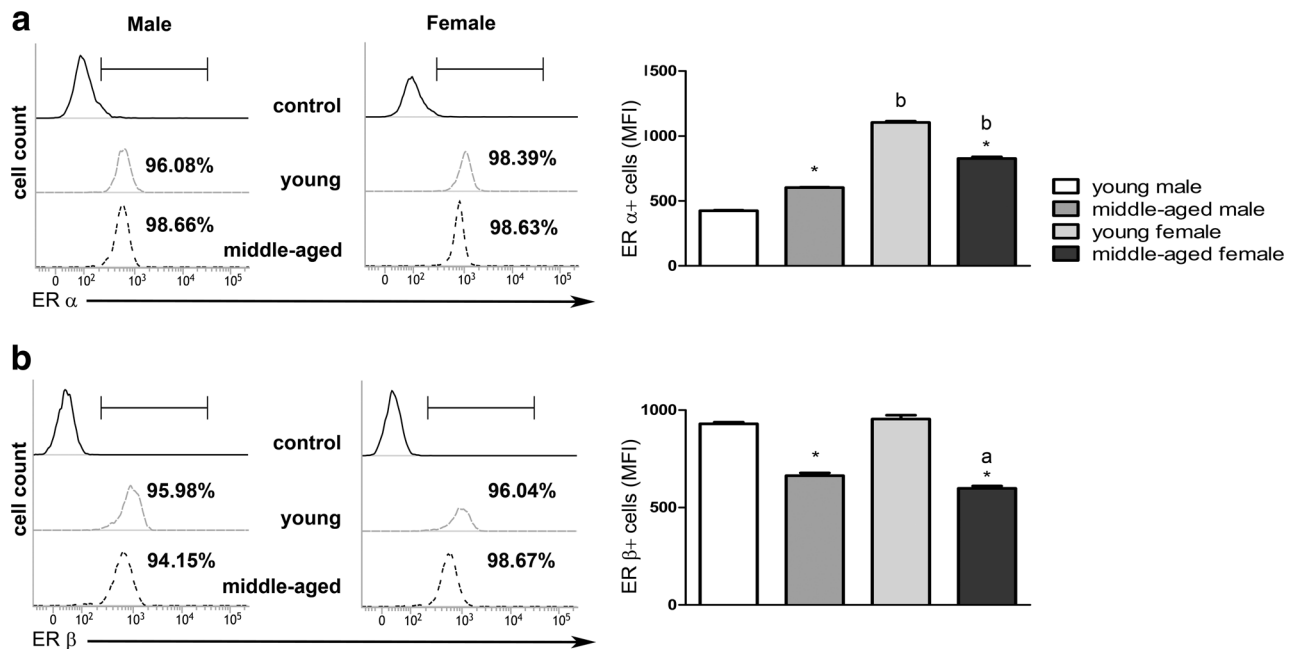 a
Male
Female
cell count
control
96.08%
98.39%
young
98.66%
98.63%
middle-aged
0 10² 10³ 10⁴ 10⁵
0 10² 10³ 10⁴ 10⁵
ER α
ER α+ cells (MFI)
1500
1000
500
0
*
b
b
*
young male
middle-aged male
young female
middle-aged female
b
cell count
control
95.98%
96.04%
young
94.15%
98.67%
middle-aged
0 10² 10³ 10⁴ 10⁵
0 10² 10³ 10⁴ 10⁵
ER β
ER β+ cells (MFI)
1000
500
0
*
a
*